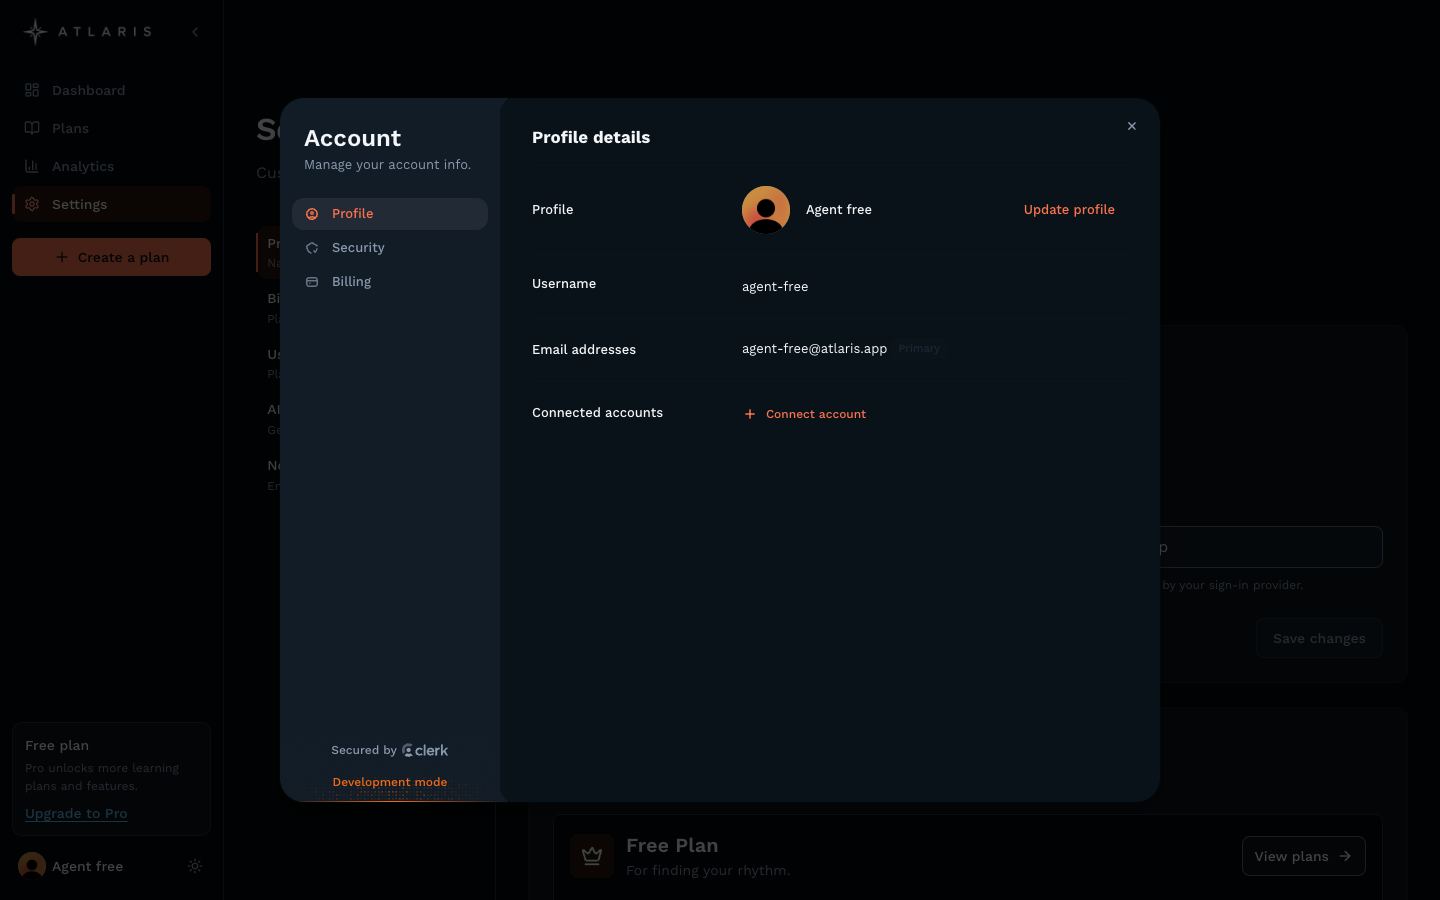 ATLARIS
Dashboard
Plans
Analytics
Settings
Create a plan
Account
Manage your account info.
Profile
Security
Billing
Secured by clerk
Development mode
Profile details
Profile
Agent free
Update profile
Username
agent-free
Email addresses
agent-free@atlaris.app Primary
Connected accounts
Connect account
by your sign-in provider.
Save changes
Free plan
Pro unlocks more learning
plans and features.
Upgrade to Pro
Agent free
Free Plan
For finding your rhythm.
View plans